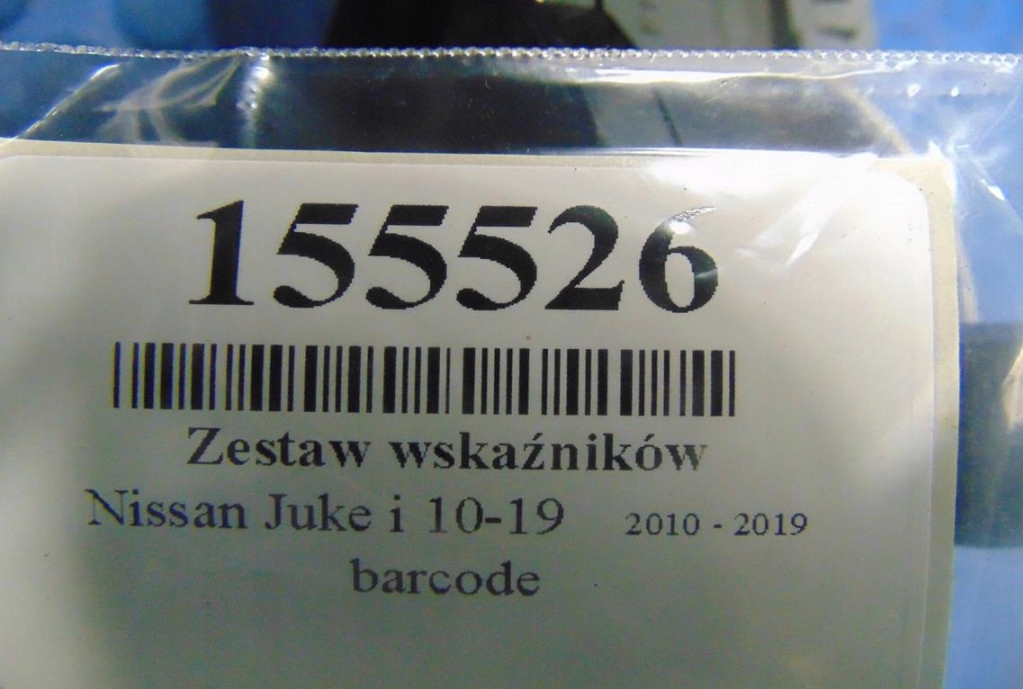 155526
Zestaw wskaźników
Nissan Juke i 10-19 2010 - 2019
barcode